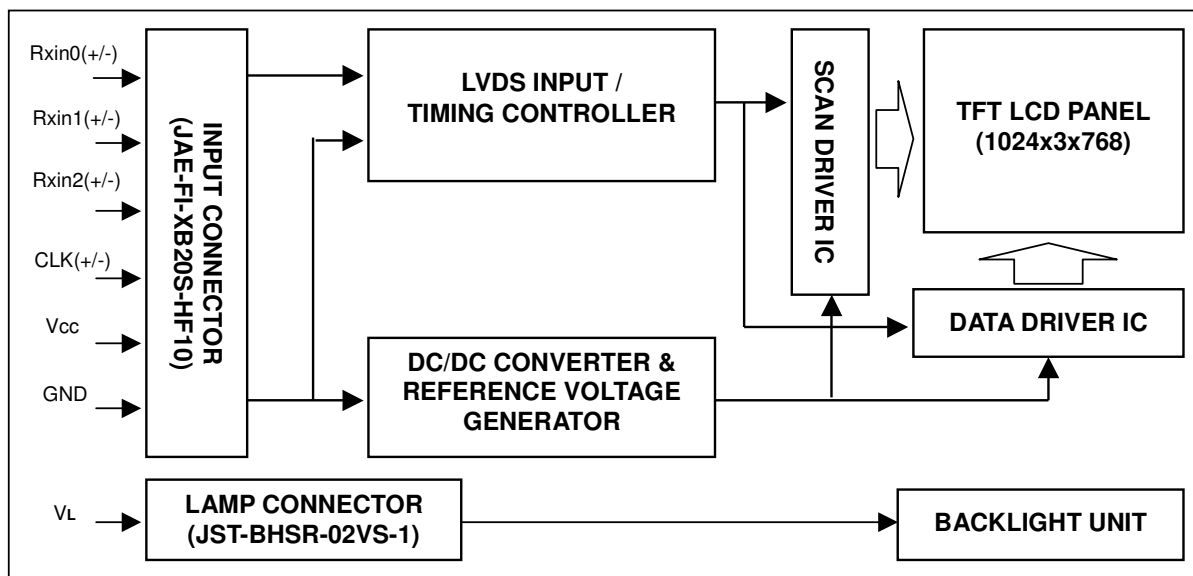 Rxin0(+/-)
Rxin1(+/-)
Rxin2(+/-)
CLK(+/-)
Vcc
GND
INPUT CONNECTOR
(JAE-FI-XB20S-HF10)
LVDS INPUT /
TIMING CONTROLLER
SCAN DRIVER IC
TFT LCD PANEL
(1024x3x768)
DATA DRIVER IC
DC/DC CONVERTER &
REFERENCE VOLTAGE
GENERATOR
VL
LAMP CONNECTOR
(JST-BHSR-02VS-1)
BACKLIGHT UNIT